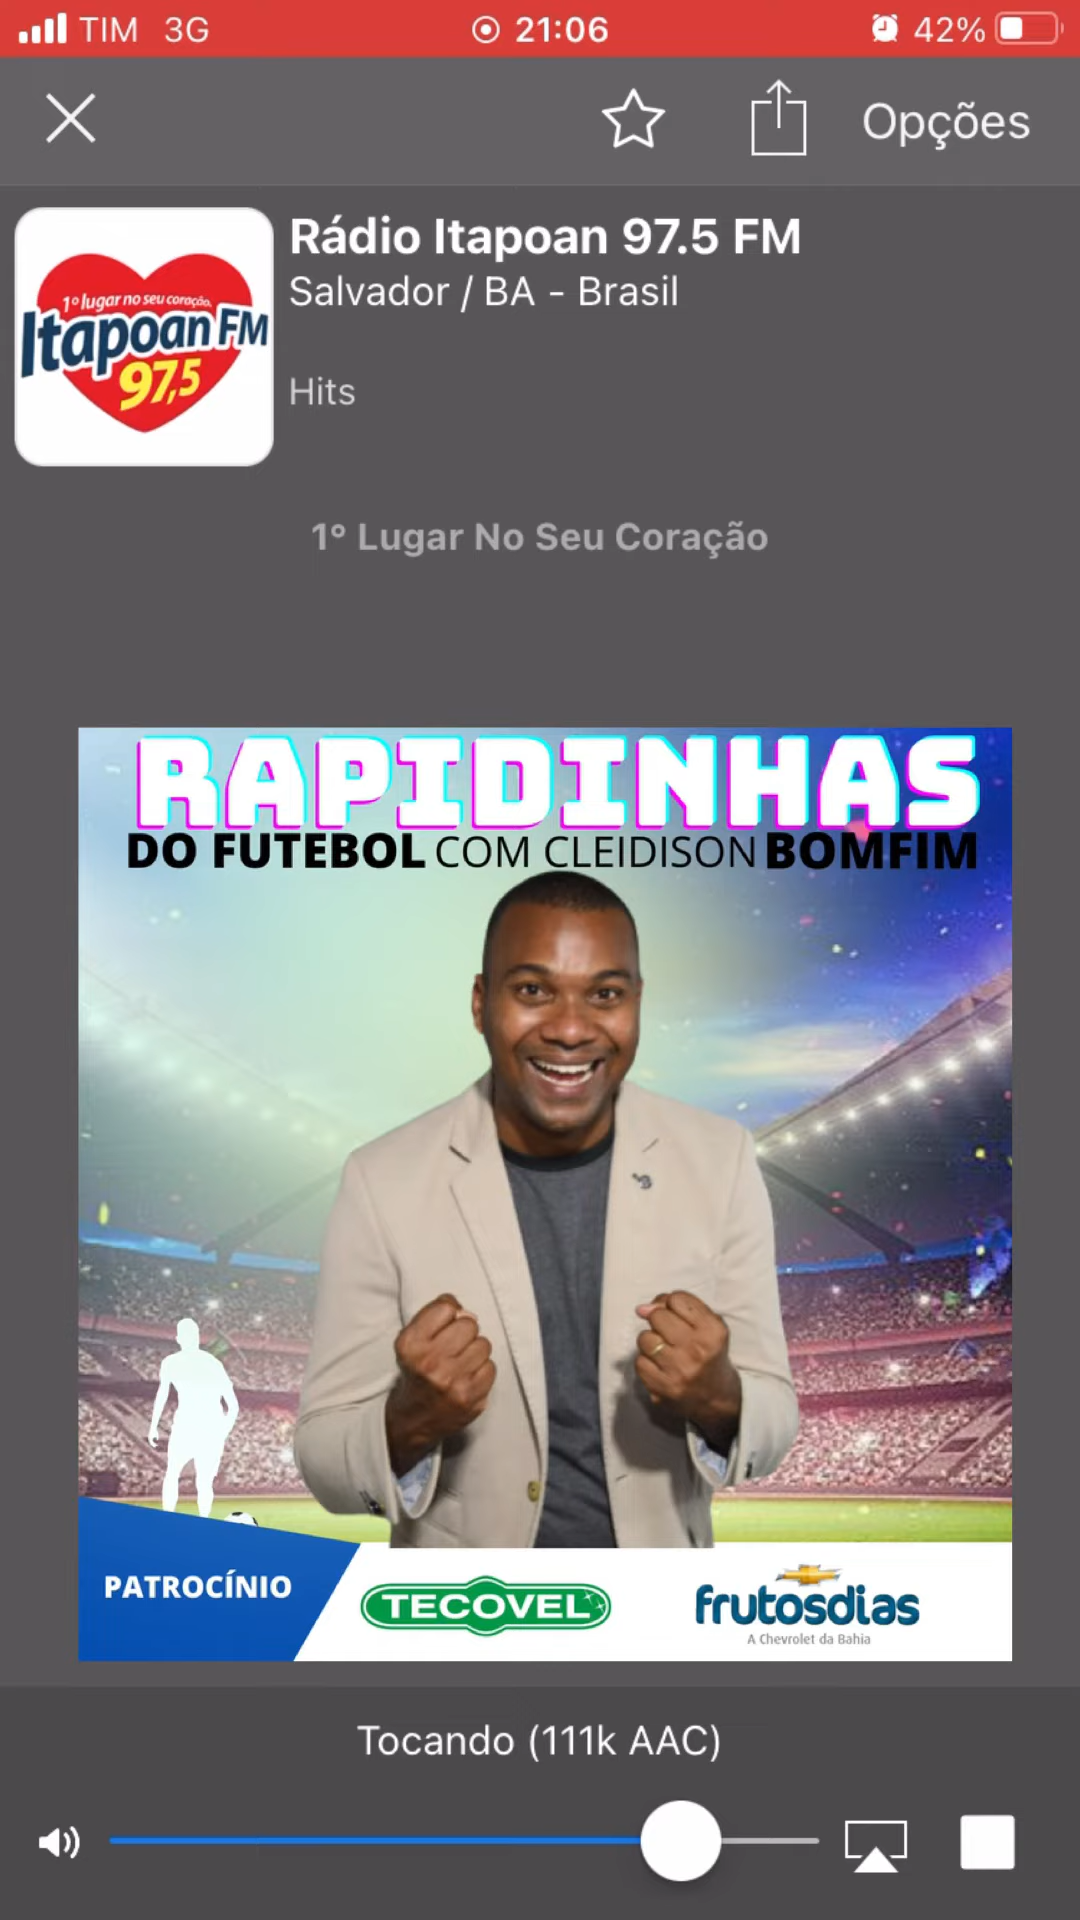 TIM 3G 21:06 42%
Opções
1º lugar no seu coração.
Itapoan FM
97,5
Rádio Itapoan 97.5 FM
Salvador / BA - Brasil
Hits
1º Lugar No Seu Coração
RAPIDINHAS
DO FUTEBOL COM CLEIDISON BOMFIM
PATROCÍNIO
TECOVEL
frutosdias
A Chevrolet da Bahia
Tocando (111k AAC)